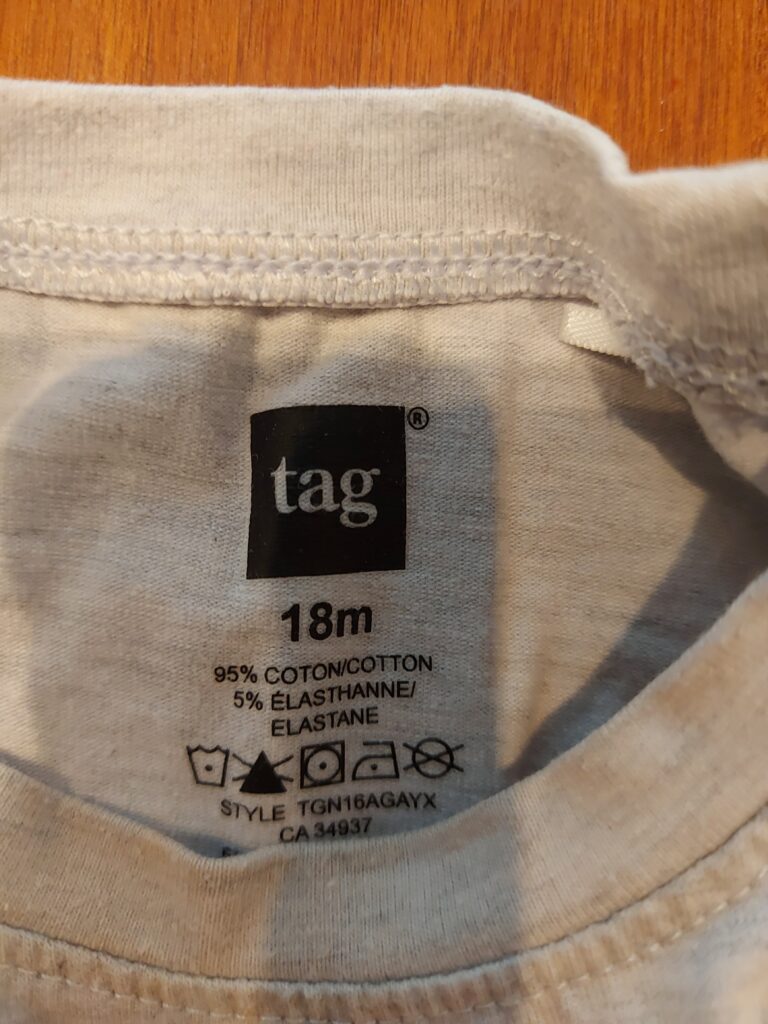 tag®
18m
95% COTON/COTTON
5% ÉLASTHANNE/
ELASTANE
STYLE TGN16AGAYX
CA 34937